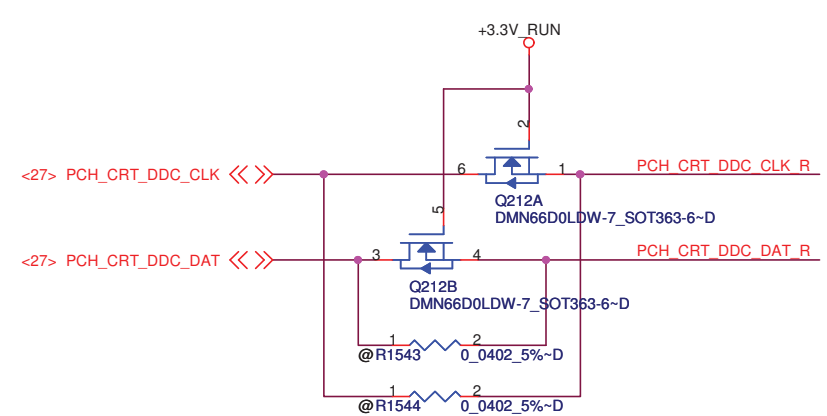 +3.3V_RUN
2
<27> PCH_CRT_DDC_CLK
6
1
PCH_CRT_DDC_CLK_R
Q212A
DMN66D0LDW-7_SOT363-6~D
5
<27> PCH_CRT_DDC_DAT
3
4
PCH_CRT_DDC_DAT_R
Q212B
DMN66D0LDW-7_SOT363-6~D
1
2
@R1543
0_0402_5%~D
1
2
@R1544
0_0402_5%~D